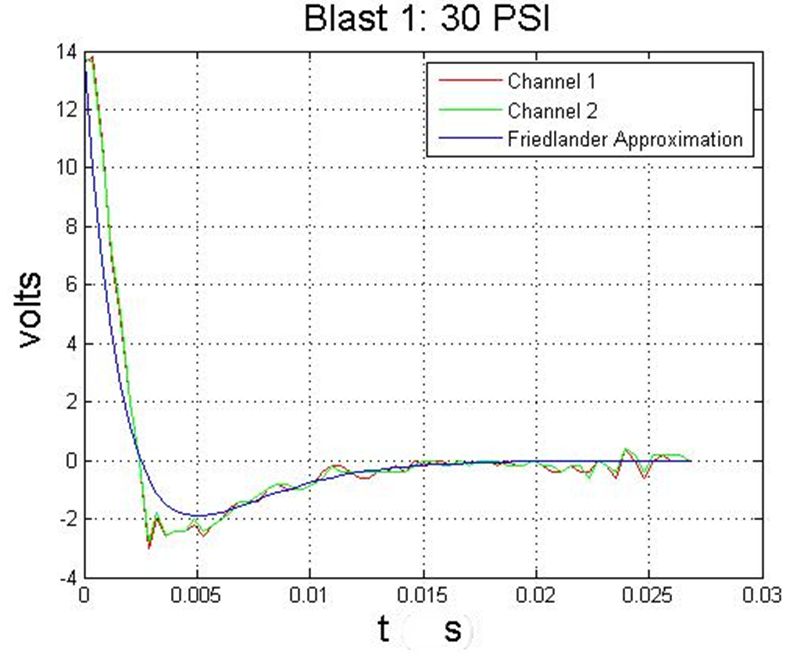 Blast 1: 30 PSI
14
12
10
8
6
4
2
0
-2
-4
volts
Channel 1
Channel 2
Friedlander Approximation
0 0.005 0.01 0.015 0.02 0.025 0.03
t ( s)